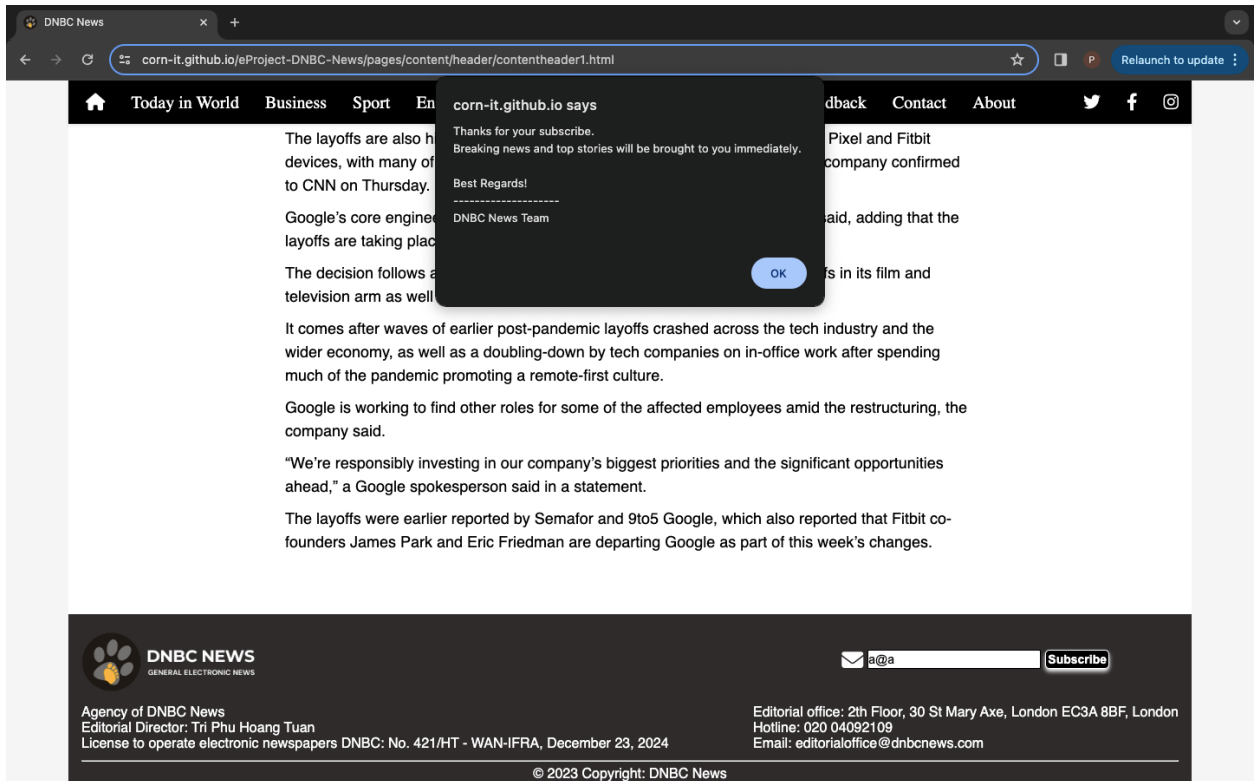 DNBC News
corn-it.github.io/eProject-DNBC-News/pages/content/header/contentheader1.html
P
Relaunch to update
Today in World Business Sport En dback Contact About
corn-it.github.io says
Thanks for your subscribe.
Breaking news and top stories will be brought to you immediately.
Best Regards!
--------------------
DNBC News Team
OK
The layoffs are also hi Pixel and Fitbit
devices, with many of company confirmed
to CNN on Thursday.
Google’s core enginee said, adding that the
layoffs are taking plac
The decision follows a fs in its film and
television arm as well
It comes after waves of earlier post-pandemic layoffs crashed across the tech industry and the
wider economy, as well as a doubling-down by tech companies on in-office work after spending
much of the pandemic promoting a remote-first culture.
Google is working to find other roles for some of the affected employees amid the restructuring, the
company said.
“We’re responsibly investing in our company’s biggest priorities and the significant opportunities
ahead,” a Google spokesperson said in a statement.
The layoffs were earlier reported by Semafor and 9to5 Google, which also reported that Fitbit co-
founders James Park and Eric Friedman are departing Google as part of this week’s changes.
DNBC NEWS
GENERAL ELECTRONIC NEWS
a@a
Subscribe
Agency of DNBC News
Editorial Director: Tri Phu Hoang Tuan
License to operate electronic newspapers DNBC: No. 421/HT - WAN-IFRA, December 23, 2024
Editorial office: 2th Floor, 30 St Mary Axe, London EC3A 8BF, London
Hotline: 020 04092109
Email: editorialoffice@dnbcnews.com
© 2023 Copyright: DNBC News